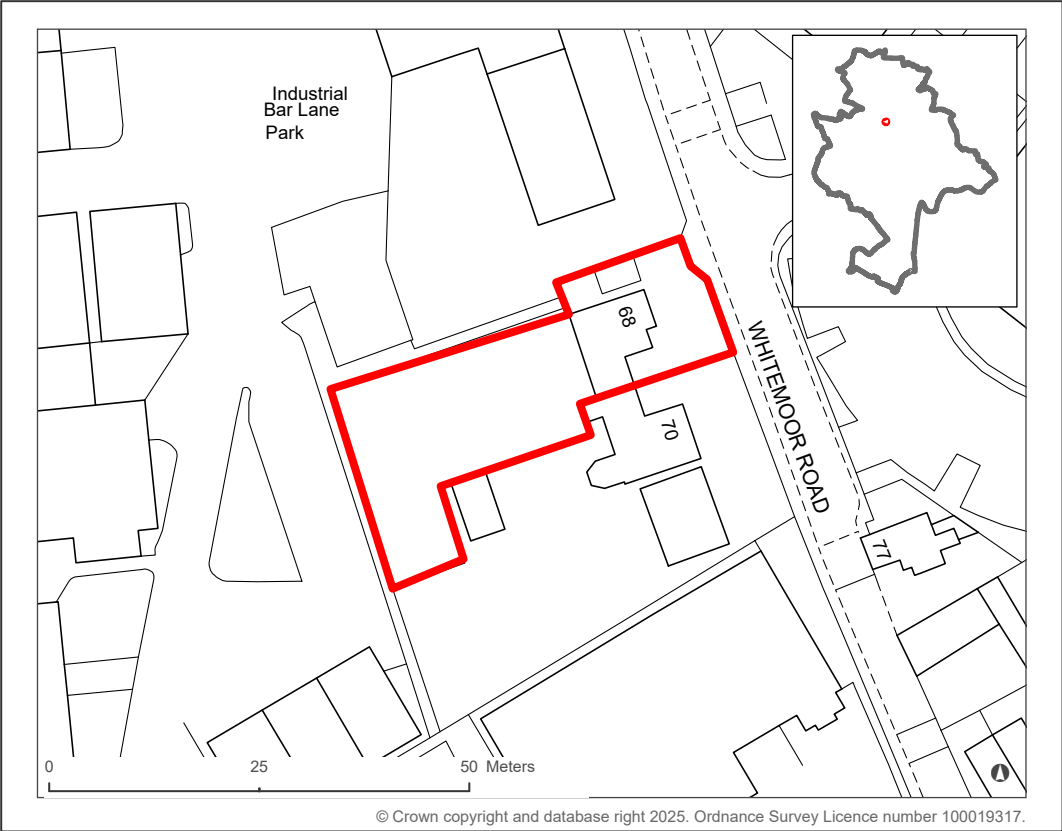 Industrial
Bar Lane
Park
68
WHITEMOOR ROAD
70
77
0 25 50 Meters
© Crown copyright and database right 2025. Ordnance Survey Licence number 100019317.